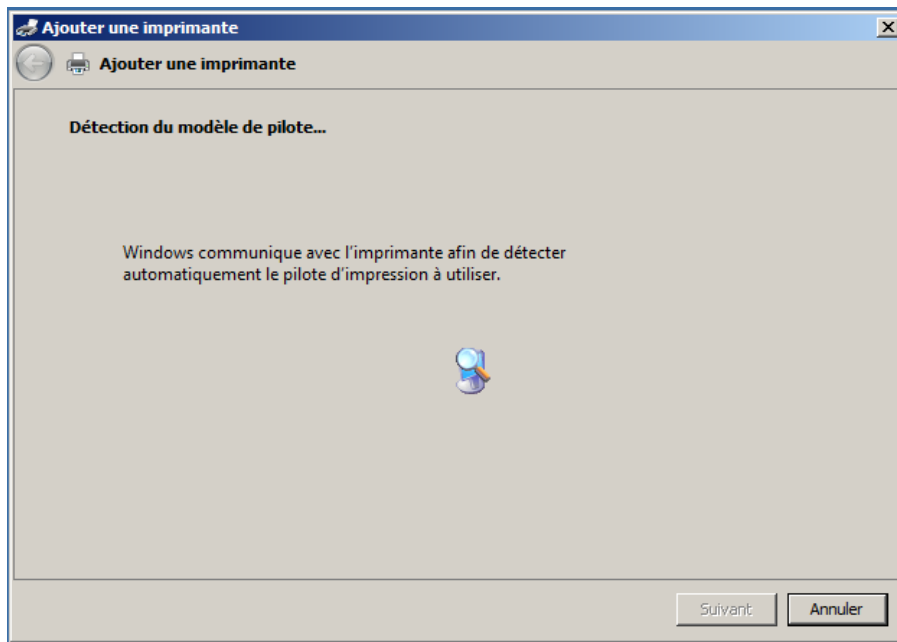 Ajouter une imprimante
Ajouter une imprimante
Détection du modèle de pilote...
Windows communique avec l'imprimante afin de détecter
automatiquement le pilote d'impression à utiliser.
Suivant
Annuler